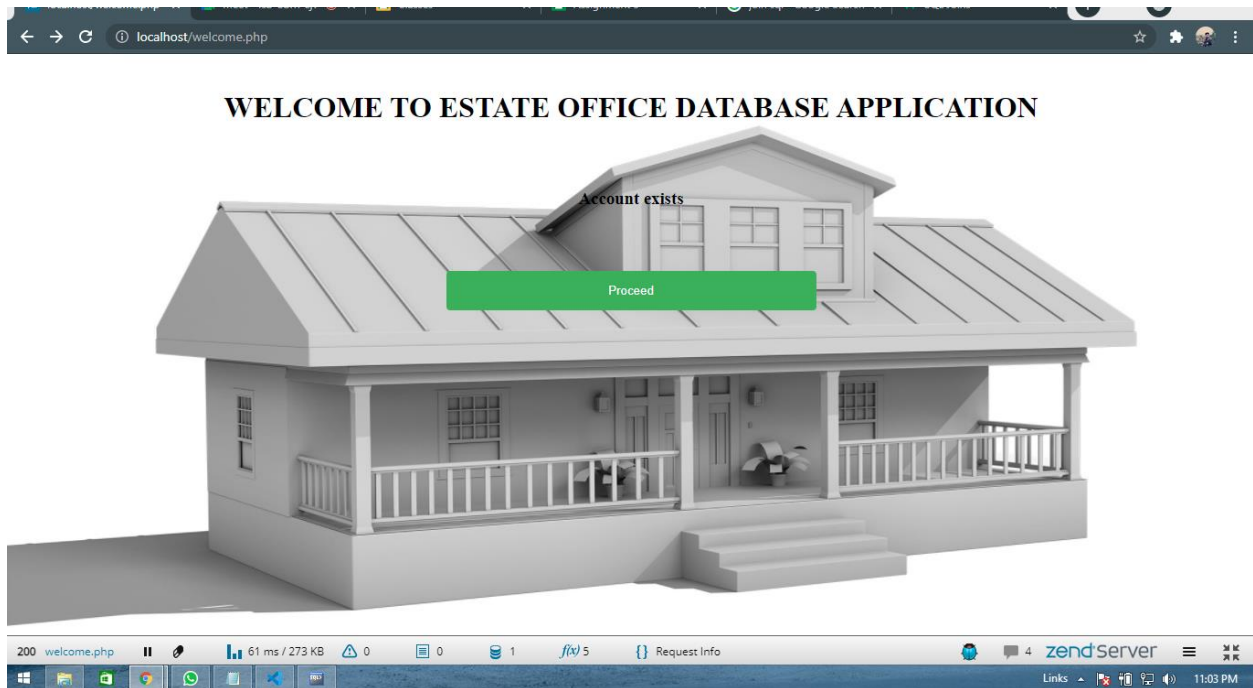 localhost/welcome.php
WELCOME TO ESTATE OFFICE DATABASE APPLICATION
Account exists
Proceed
200 welcome.php 61 ms / 273 KB 0 0 1 f(x) 5 {} Request Info 4 zend Server
Links 11:03 PM